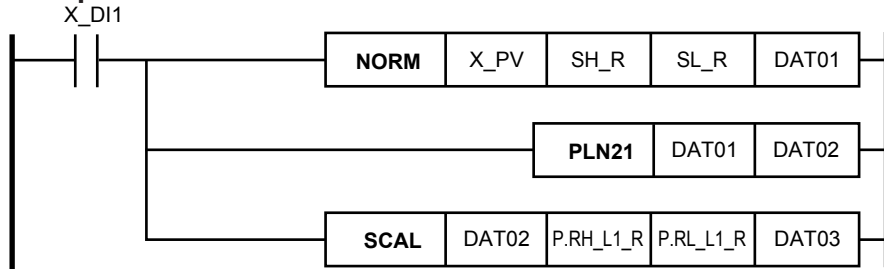 X_DI1
NORM X_PV SH_R SL_R DAT01
PLN21 DAT01 DAT02
SCAL DAT02 P.RH_L1_R P.RL_L1_R DAT03